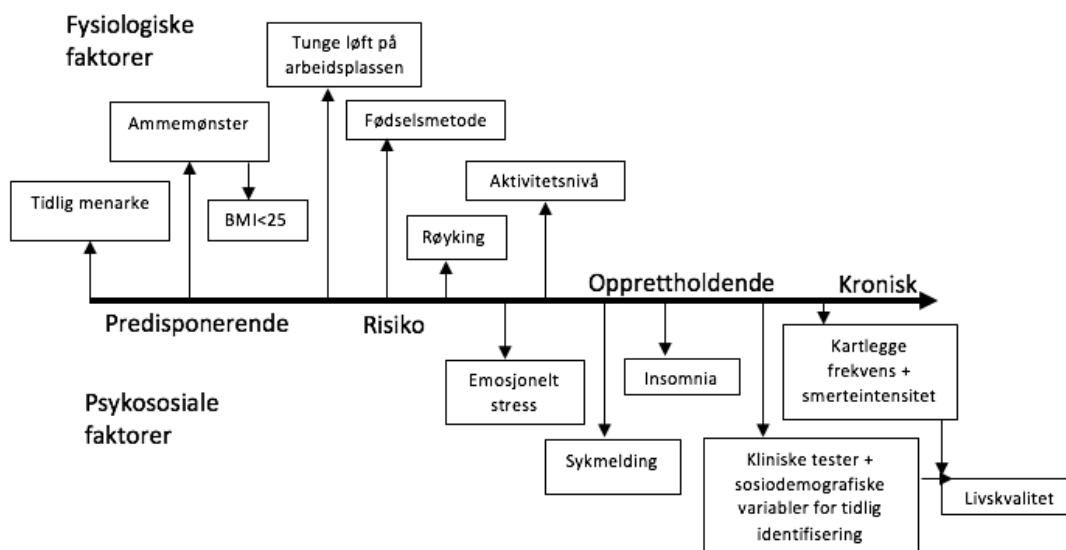 Fysiologiske
faktorer
Tunge løft på
arbeidsplassen
Ammemønster
Fødselsmetode
Aktivitetsnivå
Tidlig menarke
BMI<25
Røyking
Opprettholdende
Kronisk
Predisponerende
Risiko
Psykososiale
faktorer
Emosjonelt
stress
Insomnia
Kartlegge
frekvens +
smerteintensitet
Sykmelding
Kliniske tester +
sosiodemografiske
variabler for tidlig
identifisering
Livskvalitet